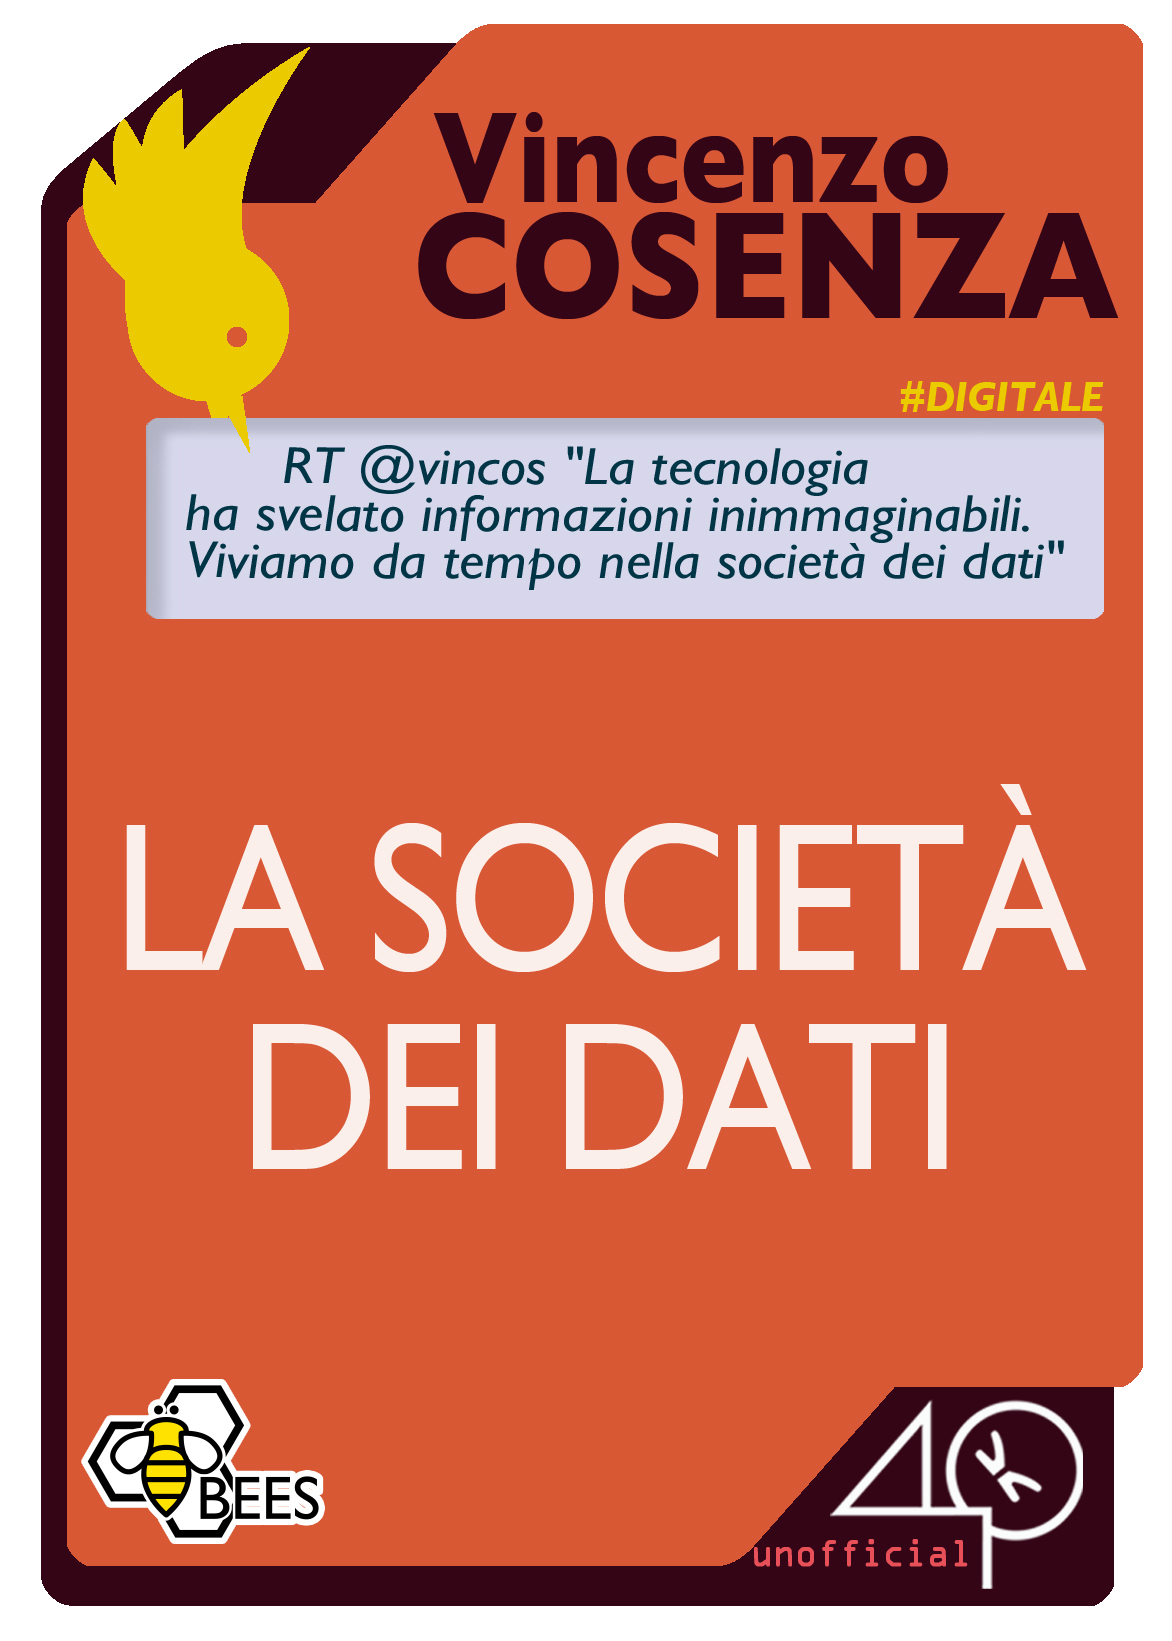 Vincenzo
COSENZA
#DIGITALE
RT @vincos "La tecnologia
ha svelato informazioni inimmaginabili.
Viviamo da tempo nella società dei dati"
LA SOCIETÀ
DEI DATI
BEES
40K
unofficial